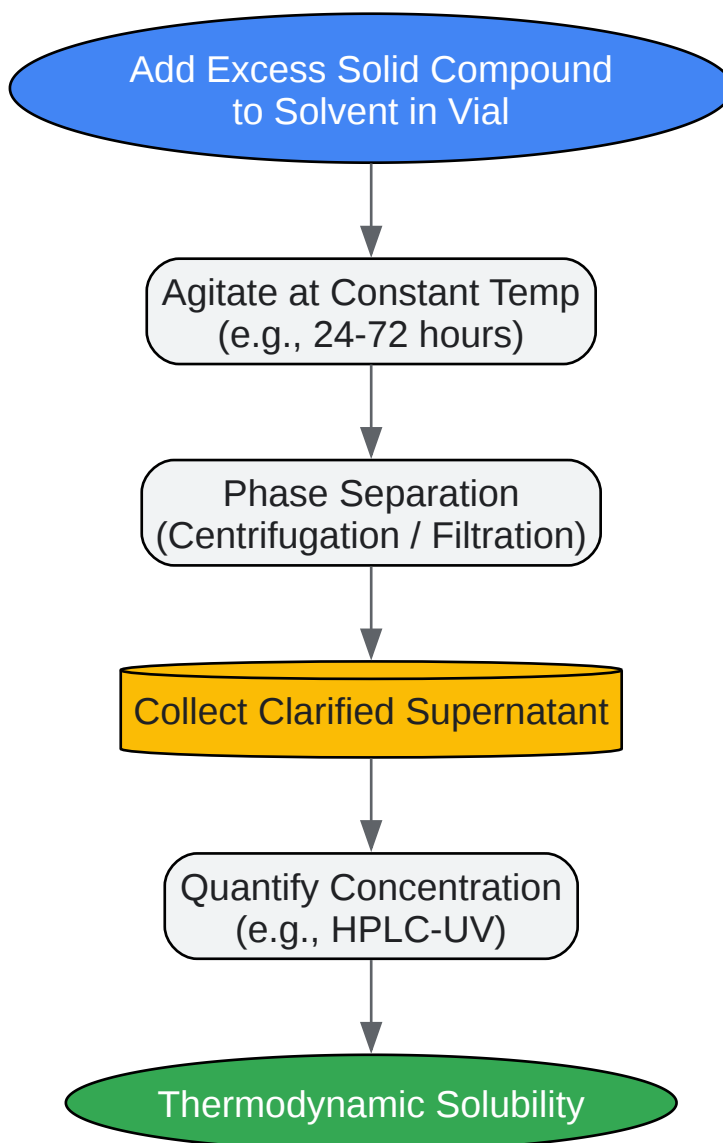 Add Excess Solid Compound
to Solvent in Vial
Agitate at Constant Temp
(e.g., 24-72 hours)
Phase Separation
(Centrifugation / Filtration)
Collect Clarified Supernatant
Quantify Concentration
(e.g., HPLC-UV)
Thermodynamic Solubility